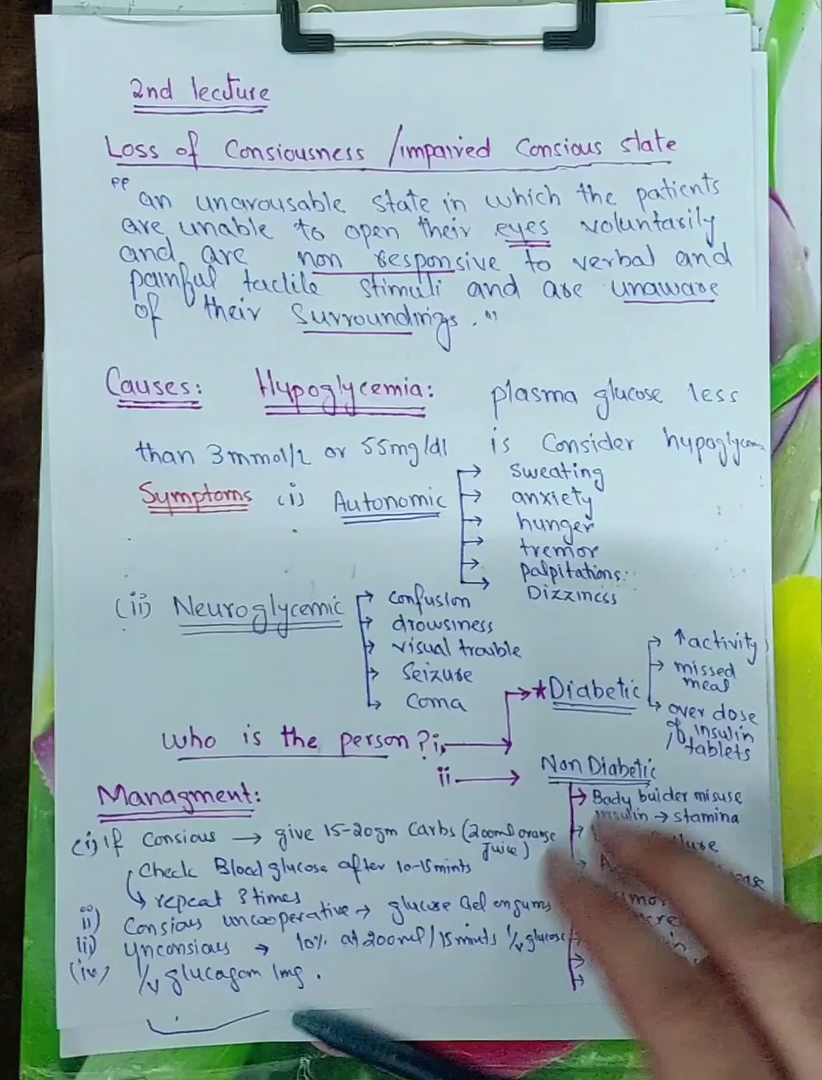 2nd lecture
Loss of Consiousness /impaired Consious state
"an unarousable state in which the patients
are unable to open their eyes voluntarily
and are non responsive to verbal and
painful tactile stimuli and are unaware
of their surroundings."
Causes: Hypoglycemia: plasma glucose less
than 3mmol/L or 55mg/dl is Consider hypoglycem
Symptoms (i) Autonomic
sweating
anxiety
hunger
tremor
palpitations:
Dizziness
(ii) Neuroglycemic
confusion
drowsiness
visual trouble
Seizure
Coma
who is the person? i,
*Diabetic
↑activity
missed
meal
over dose
of insulin
/ tablets
ii → Non Diabetic
Body builder misuse
insulin → stamina
Managment:
(i) If Consious → give 15-20gm Carbs (200ml orange
juice)
Check Blood glucose after 10-15mints
↳ repeat 3 times
ii) Consious uncooperative → glucose Gel on gums
iii) Unconsious → 10% at 200ml/15mints I/v glucose
(iv) I/v glucagom 1mg.